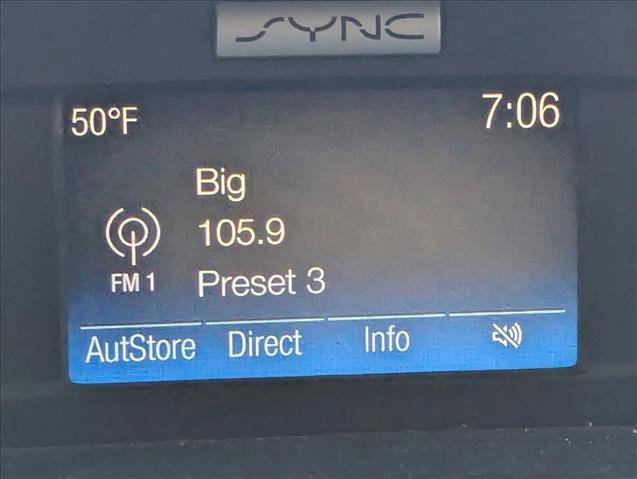 SYNC
50°F 7:06
Big
105.9
FM 1 Preset 3
AutStore Direct Info